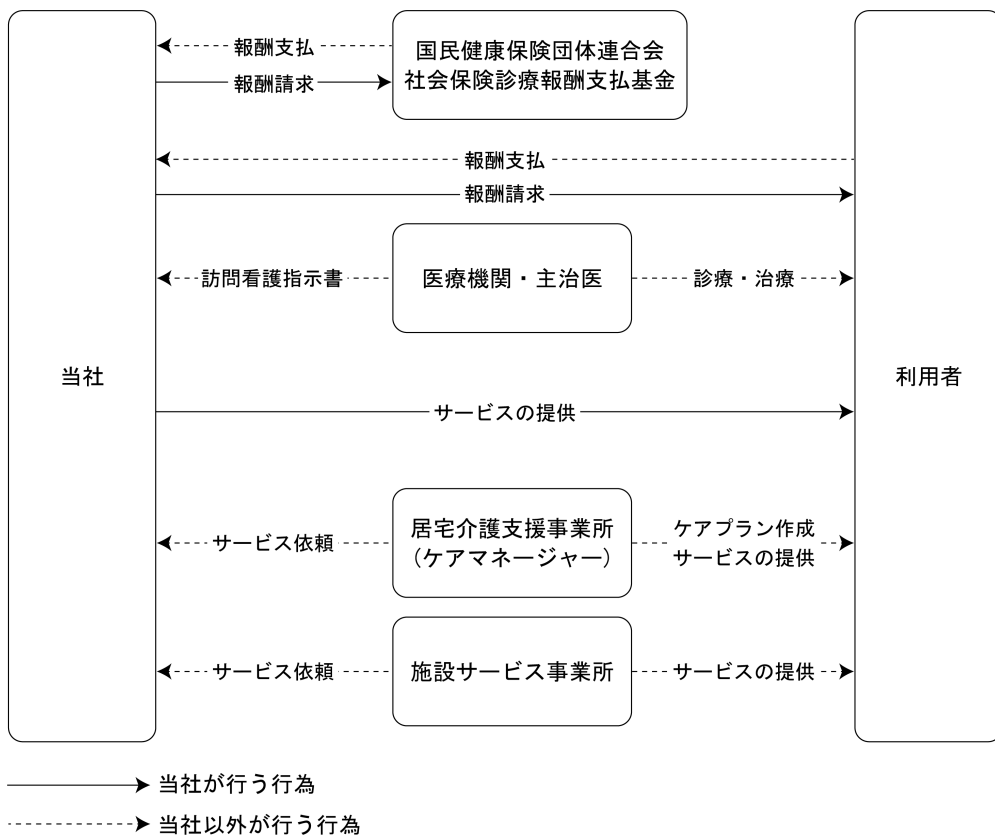 報酬支払
国民健康保険団体連合会
社会保険診療報酬支払基金
報酬請求
報酬支払
報酬請求
訪問看護指示書
医療機関・主治医
診療・治療
当社
利用者
サービスの提供
サービス依頼
居宅介護支援事業所
（ケアマネージャー）
ケアプラン作成
サービスの提供
サービス依頼
施設サービス事業所
サービスの提供
当社が行う行為
当社以外が行う行為